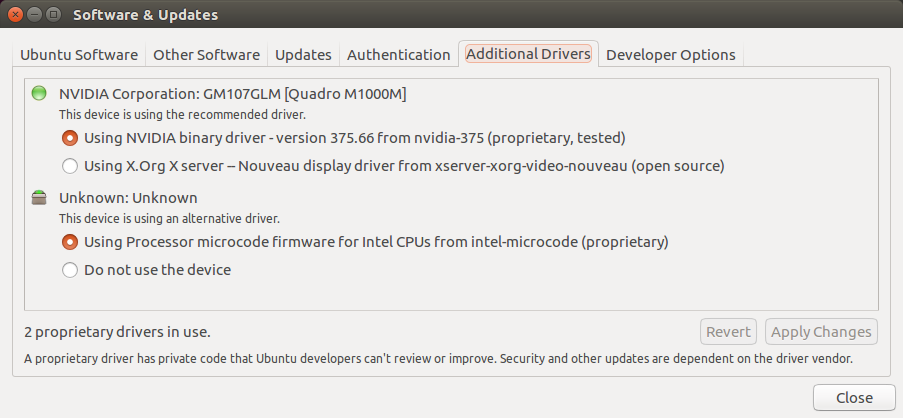 Software & Updates
Ubuntu Software Other Software Updates Authentication Additional Drivers Developer Options
NVIDIA Corporation: GM107GLM [Quadro M1000M]
This device is using the recommended driver.
Using NVIDIA binary driver - version 375.66 from nvidia-375 (proprietary, tested)
Using X.Org X server -- Nouveau display driver from xserver-xorg-video-nouveau (open source)
Unknown: Unknown
This device is using an alternative driver.
Using Processor microcode firmware for Intel CPUs from intel-microcode (proprietary)
Do not use the device
2 proprietary drivers in use.
Revert Apply Changes
A proprietary driver has private code that Ubuntu developers can't review or improve. Security and other updates are dependent on the driver vendor.
Close